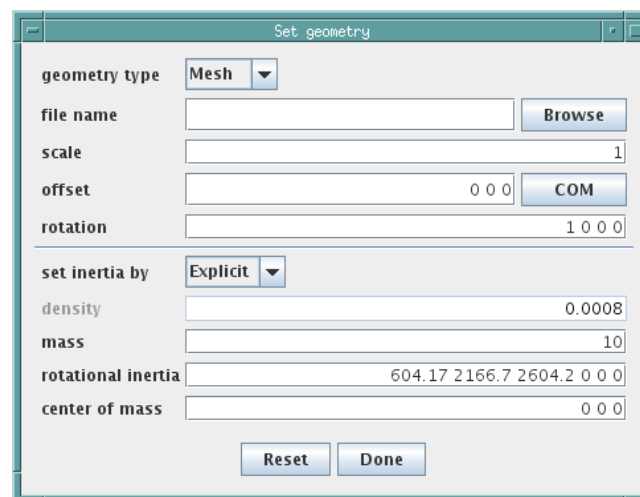 Set geometry
geometry type Mesh
file name Browse
scale 1
offset 0 0 0 COM
rotation 1 0 0 0
set inertia by Explicit
density 0.0008
mass 10
rotational inertia 604.17 2166.7 2604.2 0 0 0
center of mass 0 0 0
Reset Done